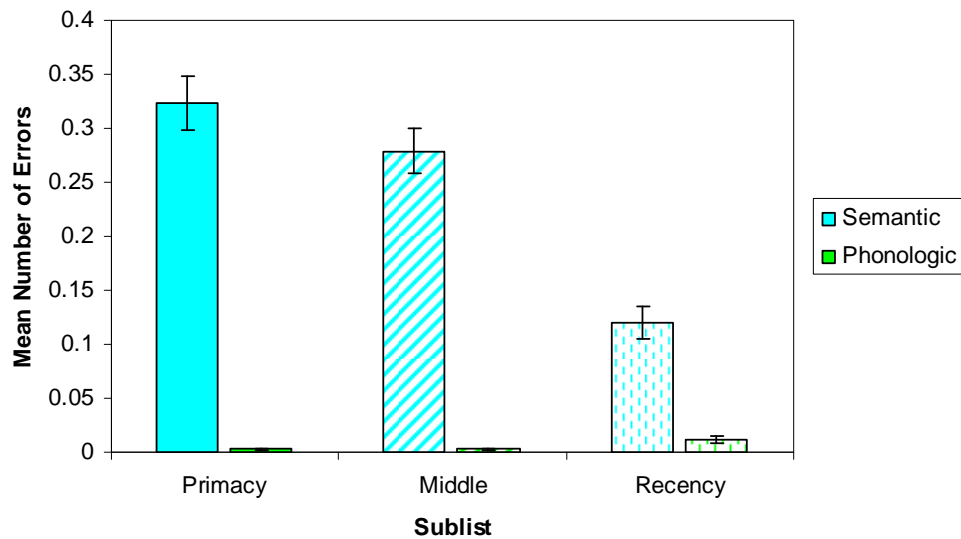 0.4
0.35
0.3
0.25
0.2
0.15
0.1
0.05
0
Mean Number of Errors
Primacy Middle Recency
Sublist
Semantic
Phonologic